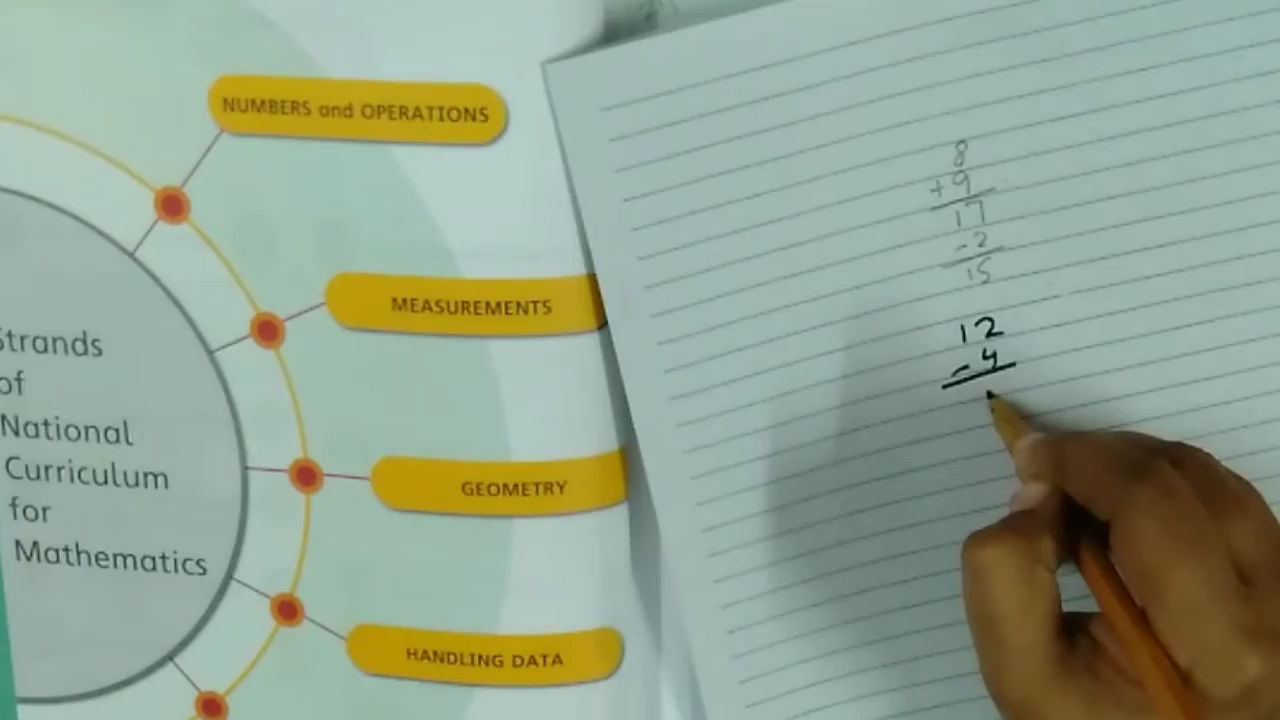 NUMBERS and OPERATIONS
MEASUREMENTS
GEOMETRY
HANDLING DATA
Strands
of
National
Curriculum
for
Mathematics
8
+ 9
17
- 2
15
12
- 4